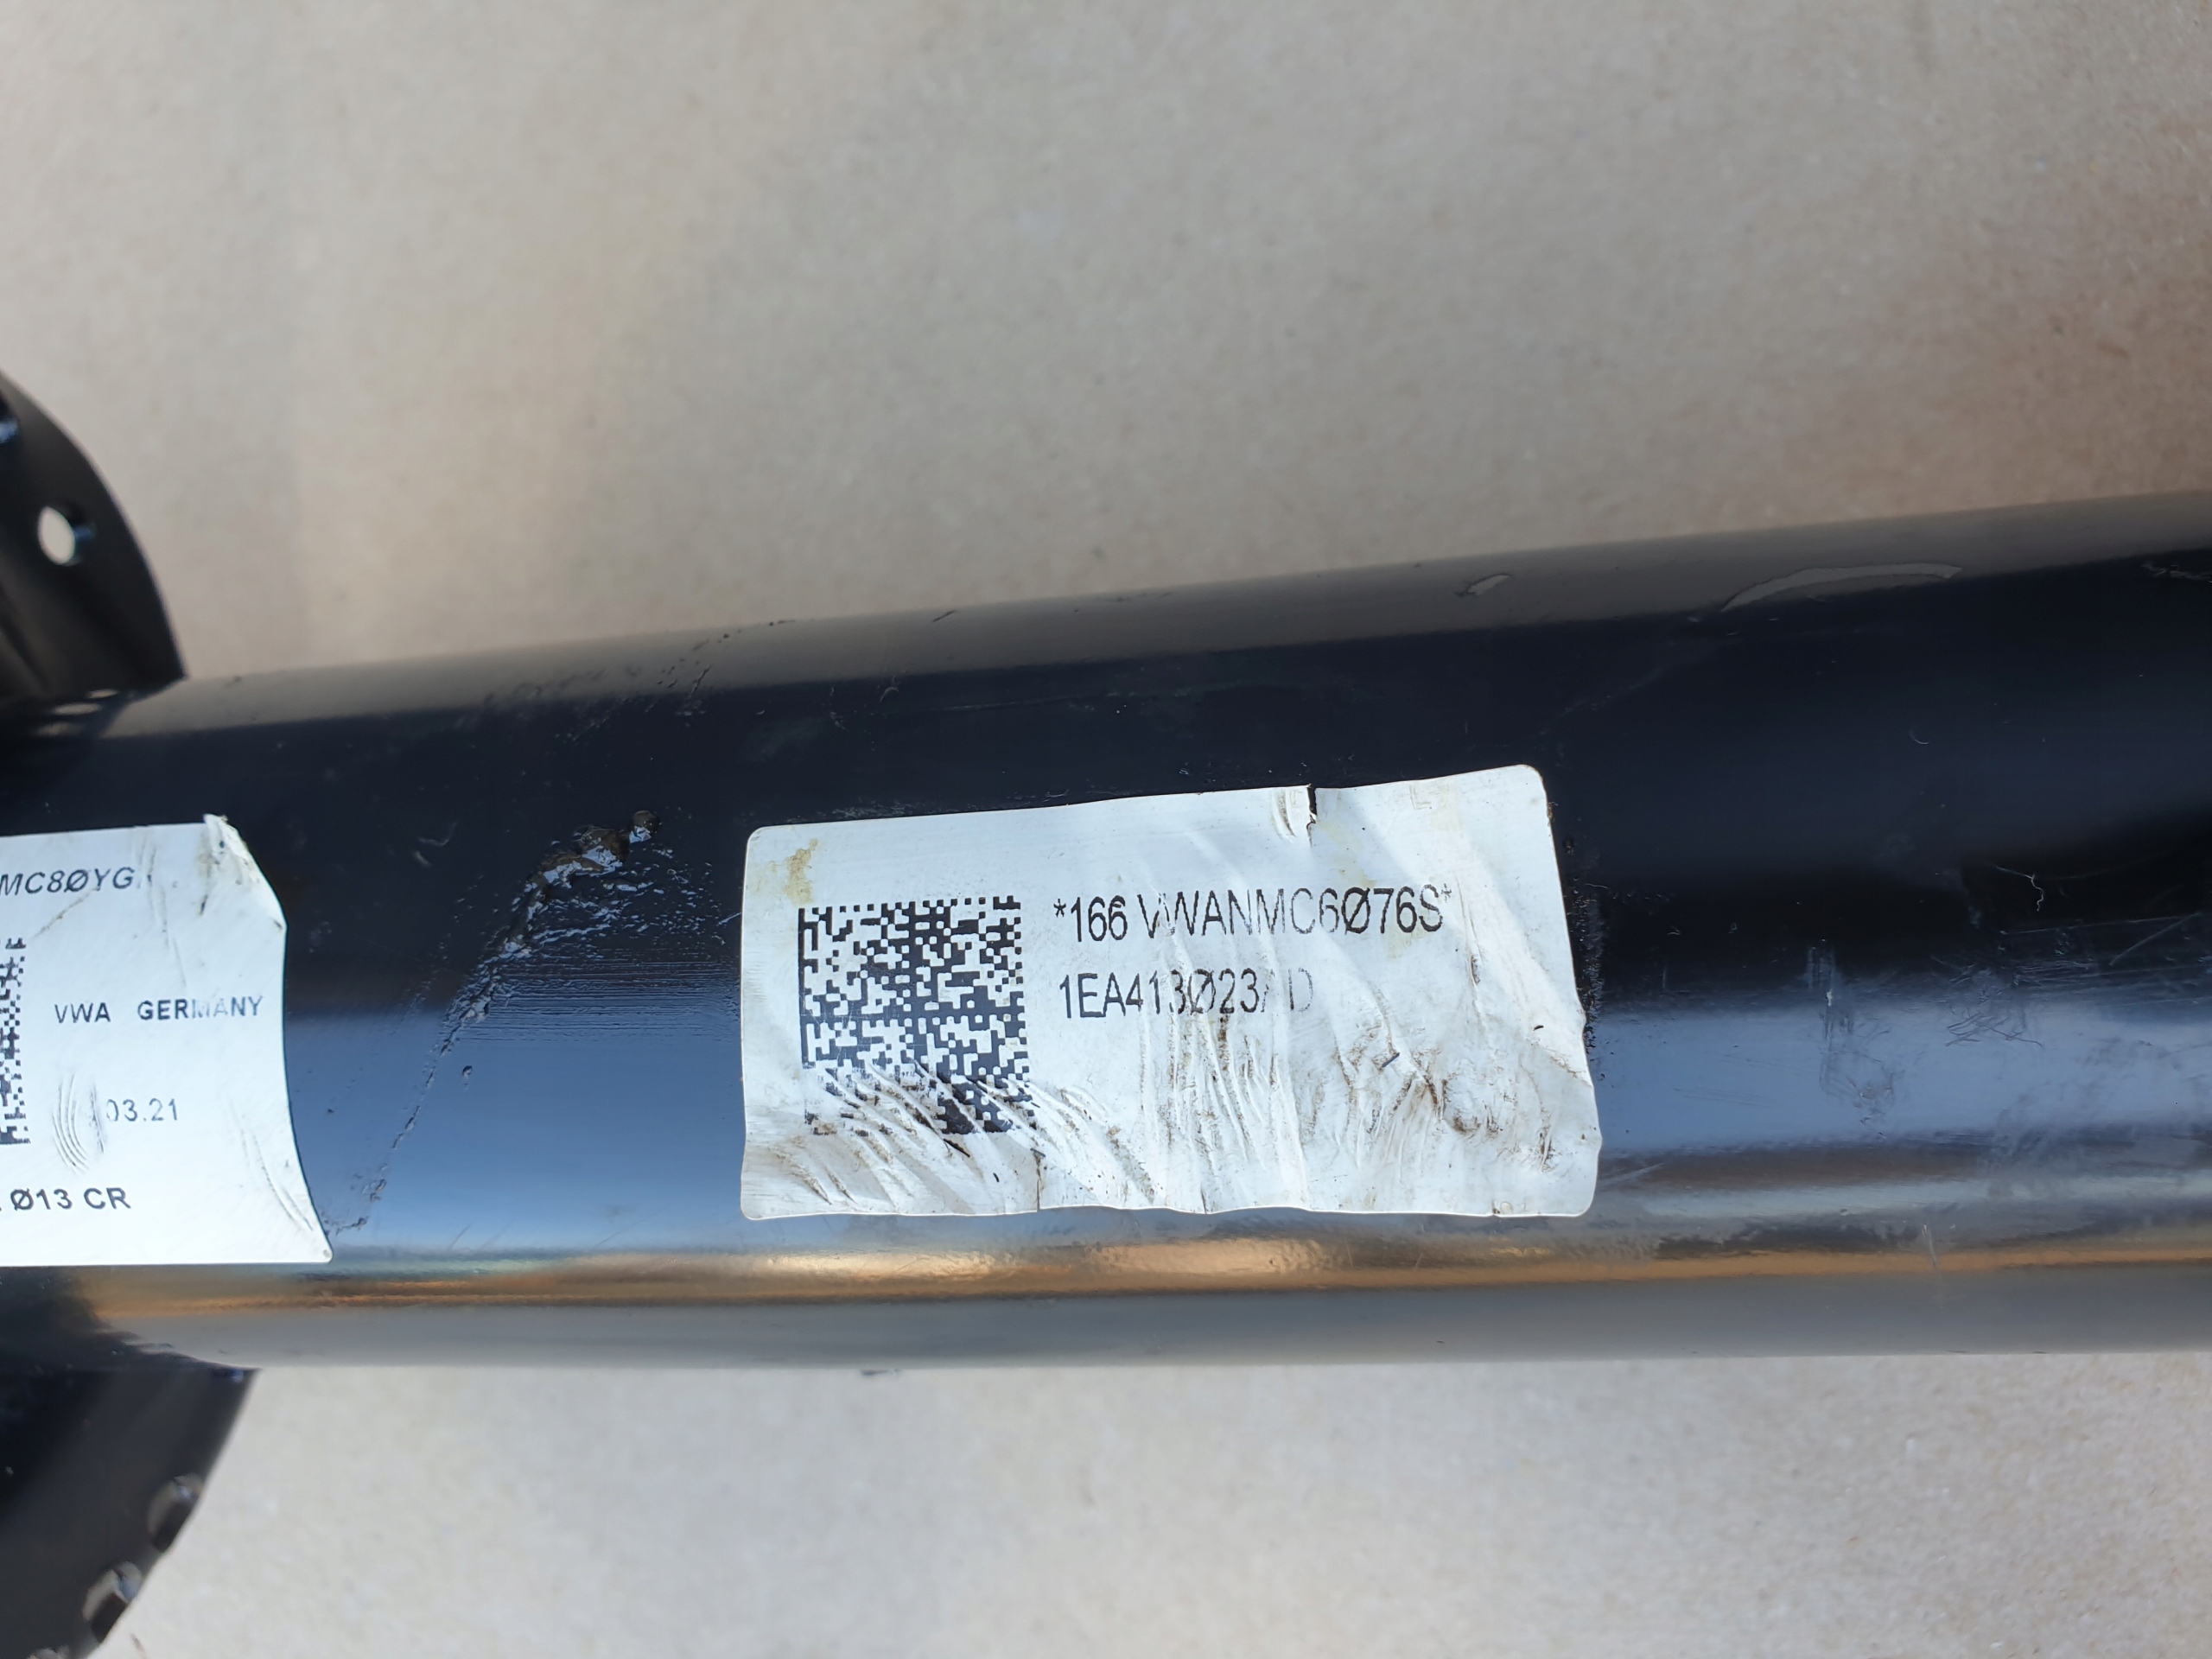 MC8ØYG
VWA GERMANY
03.21
Ø13 CR
*166 VWANMC6Ø76S*